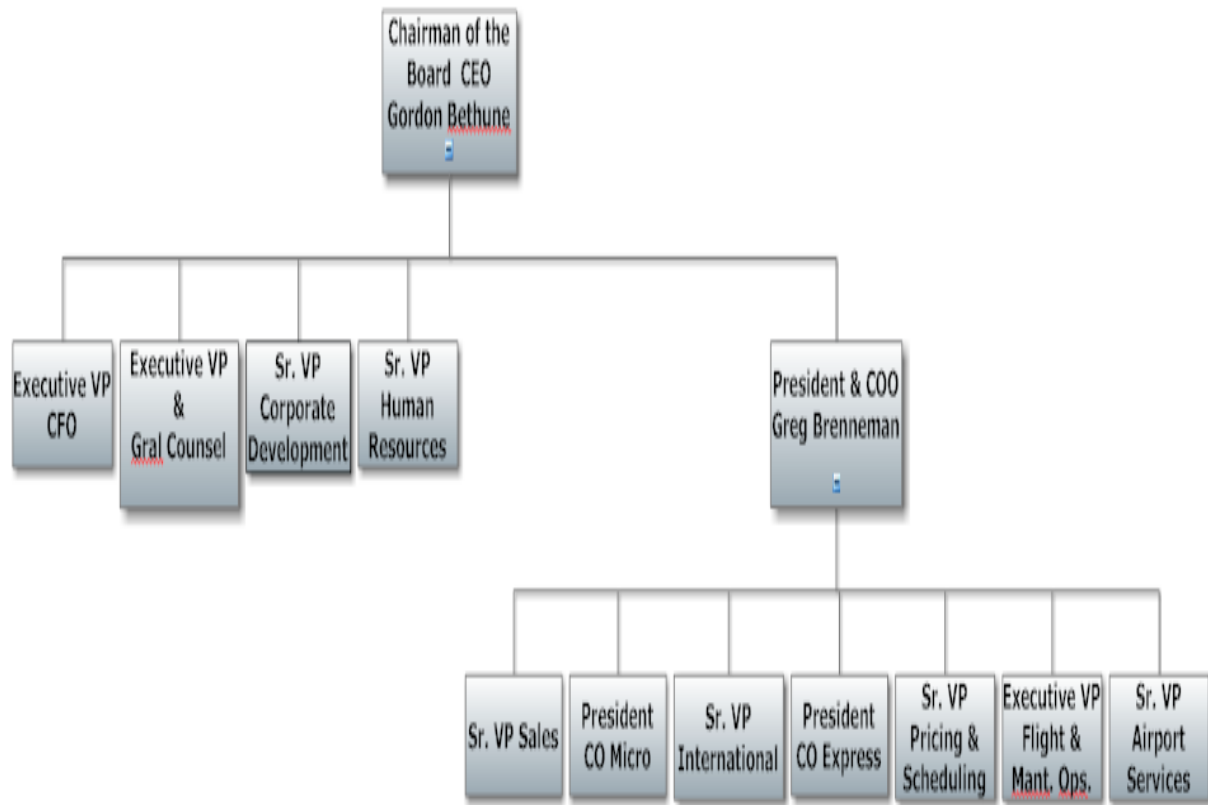 Chairman of the
Board CEO
Gordon Bethune
Executive VP
CFO
Executive VP
&
Gral Counsel
Sr. VP
Corporate
Development
Sr. VP
Human
Resources
President & COO
Greg Brenneman
Sr. VP Sales
President
CO Micro
Sr. VP
International
President
CO Express
Sr. VP
Pricing &
Scheduling
Executive VP
Flight &
Mant. Ops.
Sr. VP
Airport
Services